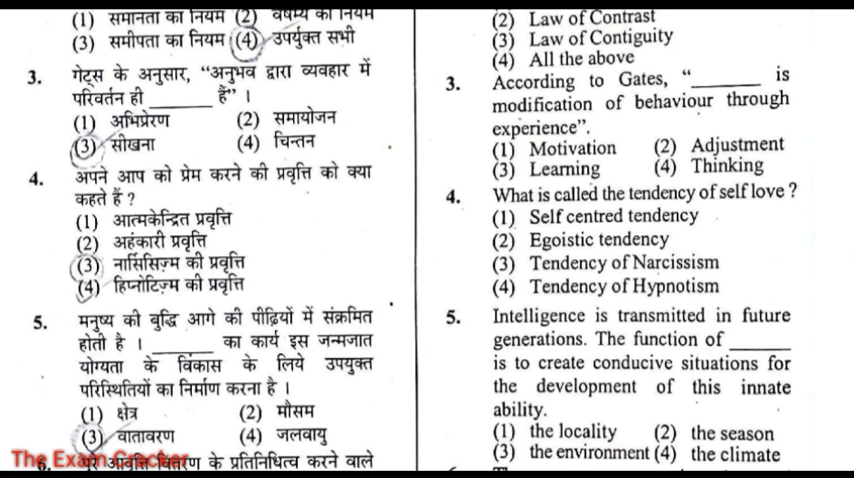 (1) समानता का नियम (2) वैषम्य का नियम
(3) समीपता का नियम (4) उपर्युक्त सभी
3. गेट्स के अनुसार, “अनुभव द्वारा व्यवहार में
परिवर्तन ही ______ हैं” ।
(1) अभिप्रेरण (2) समायोजन
(3) सीखना (4) चिन्तन
4. अपने आप को प्रेम करने की प्रवृत्ति को क्या
कहते हैं ?
(1) आत्मकेन्द्रित प्रवृत्ति
(2) अहंकारी प्रवृत्ति
(3) नार्सिसिज़्म की प्रवृत्ति
(4) हिप्नोटिज़्म की प्रवृत्ति
5. मनुष्य की बुद्धि आगे की पीढ़ियों में संक्रमित
होती है । ______ का कार्य इस जन्मजात
योग्यता के विकास के लिये उपयुक्त
परिस्थितियों का निर्माण करना है ।
(1) क्षेत्र (2) मौसम
(3) वातावरण (4) जलवायु
के प्रतिनिधित्व करने वाले
The Exam Cracker
(2) Law of Contrast
(3) Law of Contiguity
(4) All the above
3. According to Gates, “______ is
modification of behaviour through
experience”.
(1) Motivation (2) Adjustment
(3) Learning (4) Thinking
4. What is called the tendency of self love ?
(1) Self centred tendency
(2) Egoistic tendency
(3) Tendency of Narcissism
(4) Tendency of Hypnotism
5. Intelligence is transmitted in future
generations. The function of ______
is to create conducive situations for
the development of this innate
ability.
(1) the locality (2) the season
(3) the environment (4) the climate